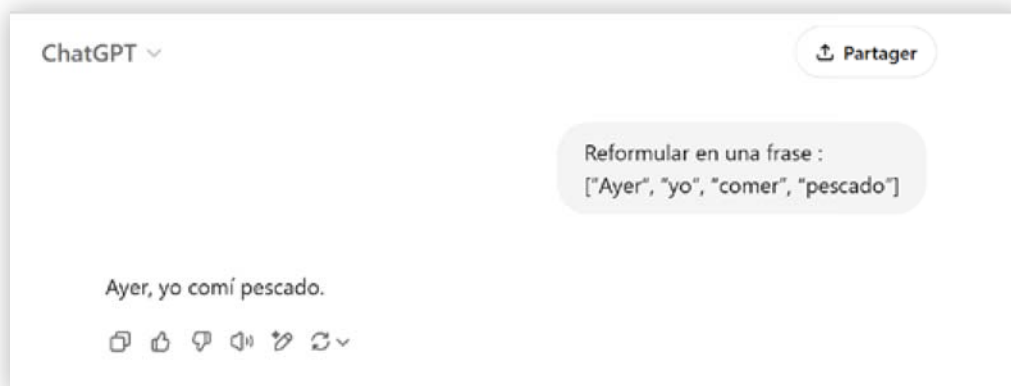 ChatGPT
Partager
Reformular en una frase :
["Ayer", "yo", "comer", "pescado"]
Ayer, yo comí pescado.